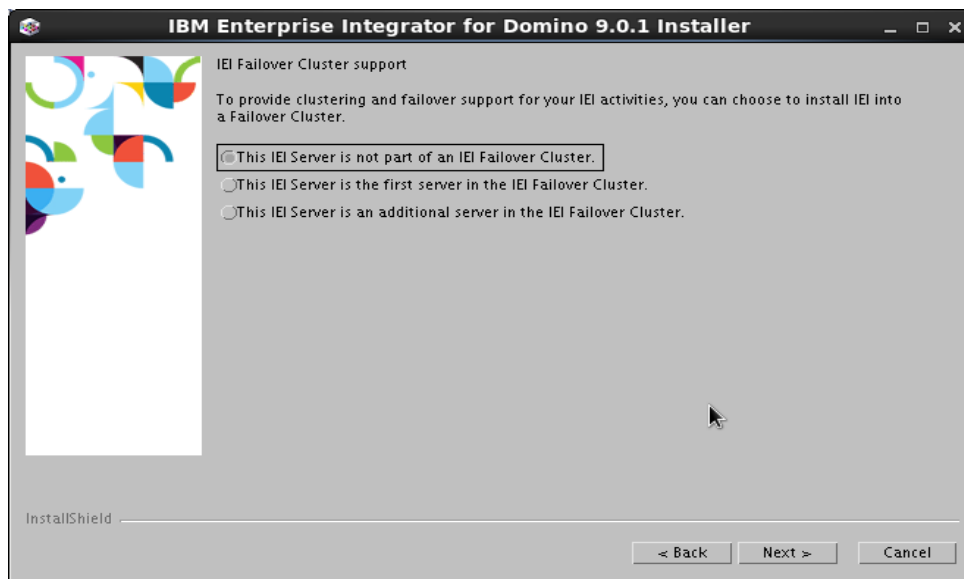 IBM Enterprise Integrator for Domino 9.0.1 Installer
IEI Failover Cluster support
To provide clustering and failover support for your IEI activities, you can choose to install IEI into
a Failover Cluster.
This IEI Server is not part of an IEI Failover Cluster.
This IEI Server is the first server in the IEI Failover Cluster.
This IEI Server is an additional server in the IEI Failover Cluster.
InstallShield
< Back Next > Cancel